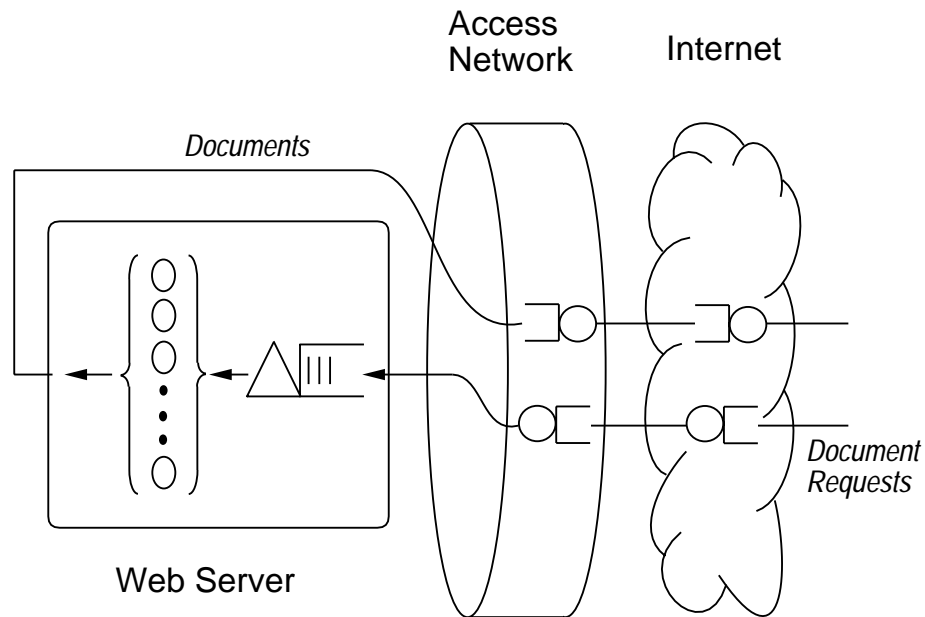 Access
Network
Internet
Documents
Document
Requests
Web Server